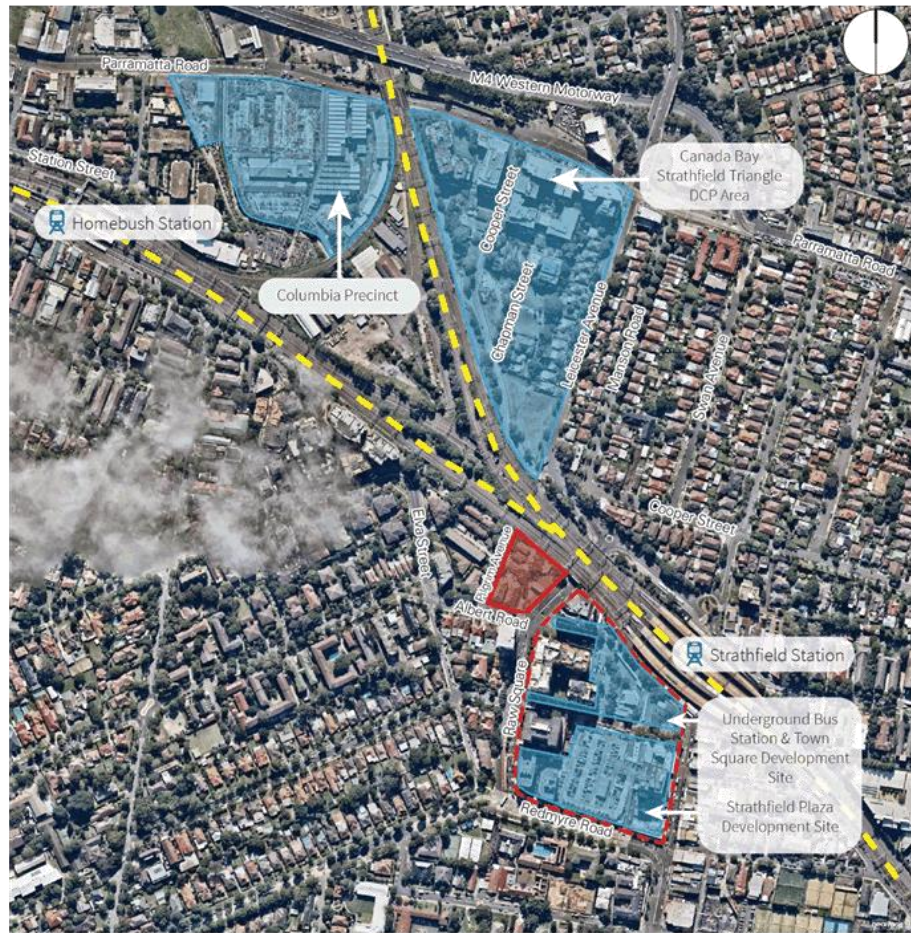 Parramatta Road
M4 Western Motorway
Station Street
Canada Bay
Strathfield Triangle
DCP Area
Cooper Street
Homebush Station
Parramatta Road
Columbia Precinct
Chapman Street
Leicester Avenue
Manson Road
Swan Avenue
Cooper Street
Elva Street
Pilgrim Avenue
Albert Road
Raw Square
Strathfield Station
Underground Bus
Station & Town
Square Development
Site
Strathfield Plaza
Development Site
Redmyre Road